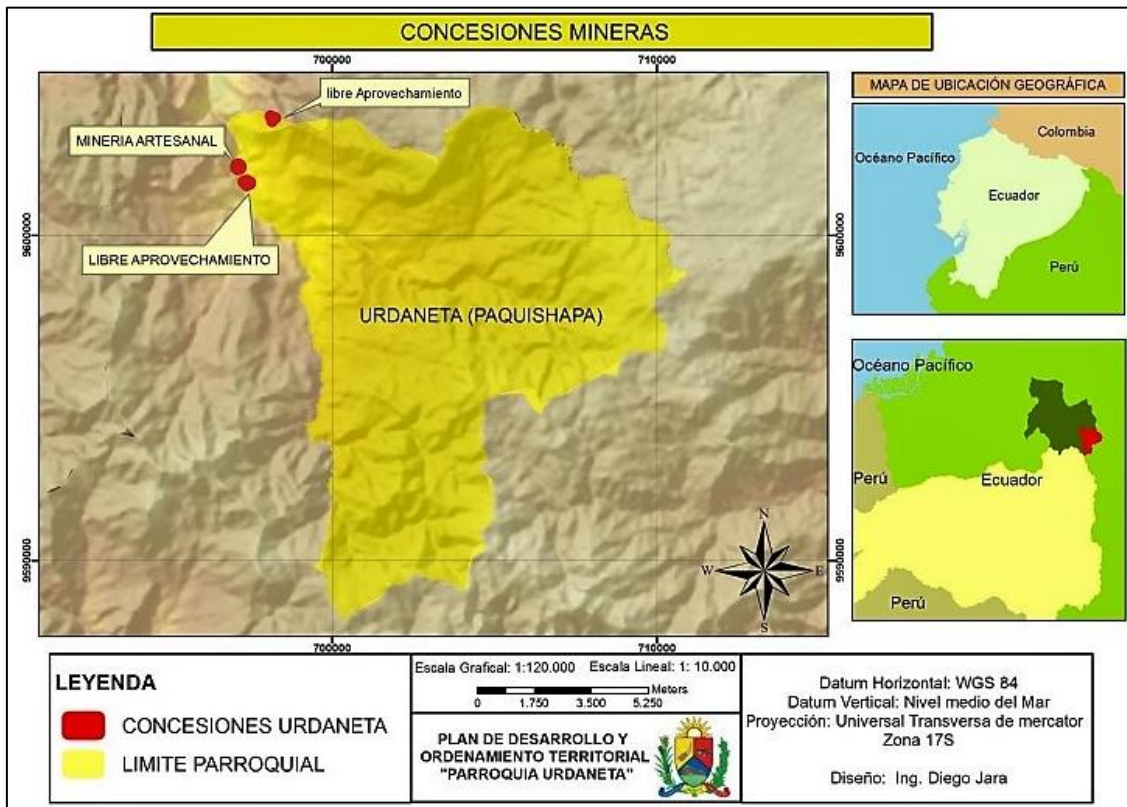 CONCESIONES MINERAS
700000
710000
libre Aprovechamiento
MINERIA ARTESANAL
LIBRE APROVECHAMIENTO
9600000
9600000
URDANETA (PAQUISHAPA)
9590000
9590000
N
W
E
S
700000
710000
MAPA DE UBICACIÓN GEOGRÁFICA
Colombia
Océano Pacífico
Ecuador
Perú
Océano Pacífico
Perú
Ecuador
Perú
LEYENDA
CONCESIONES URDANETA
LIMITE PARROQUIAL
Escala Grafical: 1:120.000 Escala Lineal: 1: 10.000
Meters
0 1.750 3.500 5.250
PLAN DE DESARROLLO Y
ORDENAMIENTO TERRITORIAL
"PARROQUIA URDANETA"
Datum Horizontal: WGS 84
Datum Vertical: Nivel medio del Mar
Proyección: Universal Transversa de mercator
Zona 17S
Diseño: Ing. Diego Jara